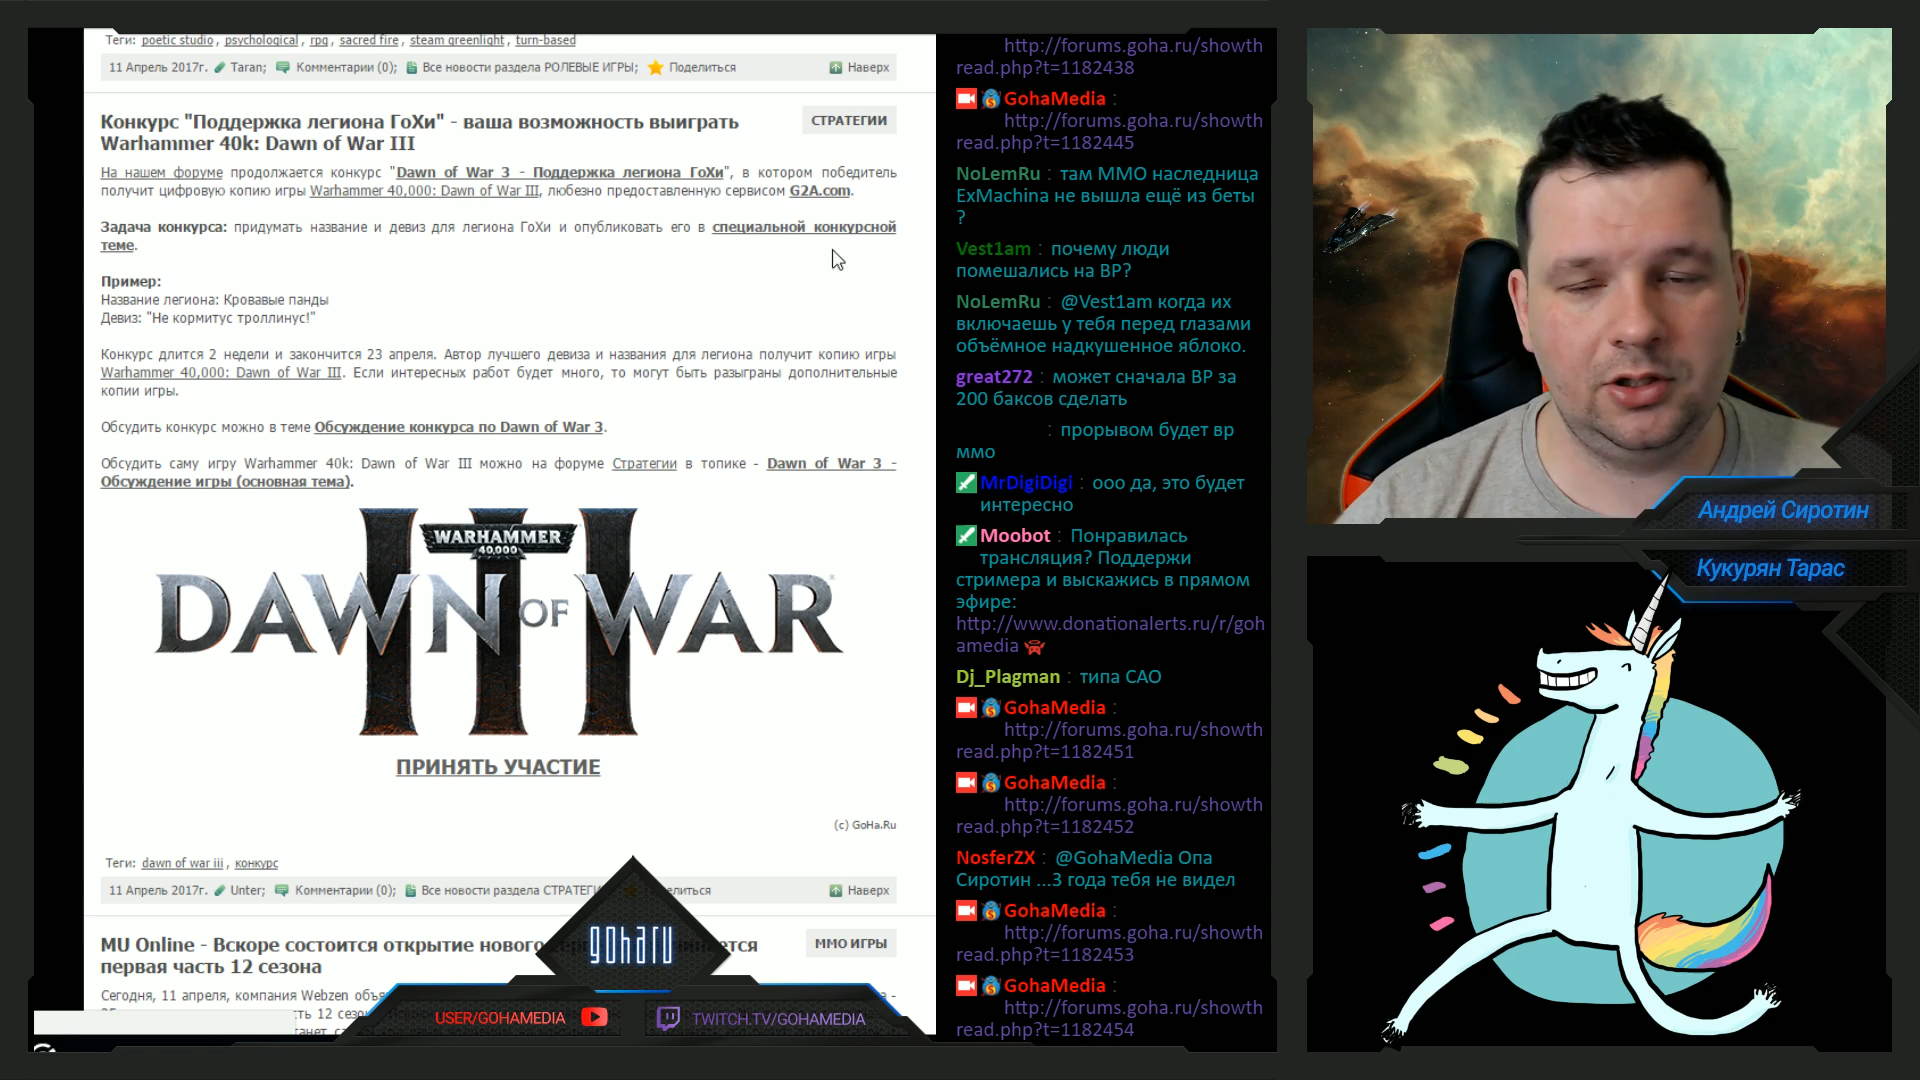 Теги: poetic studio, psychological, rpg, sacred fire, steam greenlight, turn-based
11 Апрель 2017г. Taran; Комментарии (0); Все новости раздела РОЛЕВЫЕ ИГРЫ; Поделиться Наверх
Конкурс "Поддержка легиона ГоХи" - ваша возможность выиграть
Warhammer 40k: Dawn of War III
СТРАТЕГИИ
На нашем форуме продолжается конкурс "Dawn of War 3 - Поддержка легиона ГоХи", в котором победитель
получит цифровую копию игры Warhammer 40,000: Dawn of War III, любезно предоставленную сервисом G2A.com.
Задача конкурса: придумать название и девиз для легиона ГоХи и опубликовать его в специальной конкурсной
теме.
Пример:
Название легиона: Кровавые панды
Девиз: "Не кормитус троллинус!"
Конкурс длится 2 недели и закончится 23 апреля. Автор лучшего девиза и названия для легиона получит копию игры
Warhammer 40,000: Dawn of War III. Если интересных работ будет много, то могут быть разыграны дополнительные
копии игры.
Обсудить конкурс можно в теме Обсуждение конкурса по Dawn of War 3.
Обсудить саму игру Warhammer 40k: Dawn of War III можно на форуме Стратегии в топике - Dawn of War 3 -
Обсуждение игры (основная тема).
WARHAMMER
40,000
DAWN OF WAR
III
ПРИНЯТЬ УЧАСТИЕ
(c) GoHa.Ru
Теги: dawn of war iii, конкурс
11 Апрель 2017г. Unter; Комментарии (0); Все новости раздела Наверх
MU Online - Вскоре состоится открытие нового
первая часть 12 сезона
ММО ИГРЫ
Сегодня, 11 апреля, компания Webzen
12
goharu
USER/GOHAMEDIA
TWITCH.TV/GOHAMEDIA
http://forums.goha.ru/showth
read.php?t=1182438
GohaMedia :
http://forums.goha.ru/showth
read.php?t=1182445
NoLemRu : там ММО наследница
ExMachina не вышла ещё из беты
?
Vest1am : почему люди
помешались на ВР?
NoLemRu : @Vest1am когда их
включаешь у тебя перед глазами
объёмное надкушенное яблоко.
great272 : может сначала ВР за
200 баксов сделать
: прорывом будет вр
ммо
MrDigiDigi : ооо да, это будет
интересно
Moobot : Понравилась
трансляция? Поддержи
стримера и выскажись в прямом
эфире:
http://www.donationalerts.ru/r/goh
amedia
Dj_Plagman : типа САО
GohaMedia :
http://forums.goha.ru/showth
read.php?t=1182451
GohaMedia :
http://forums.goha.ru/showth
read.php?t=1182452
NosferZX : @GohaMedia Опа
Сиротин ...3 года тебя не видел
GohaMedia :
http://forums.goha.ru/showth
read.php?t=1182453
GohaMedia :
http://forums.goha.ru/showth
read.php?t=1182454
Андрей Сиротин
Кукурян Тарас